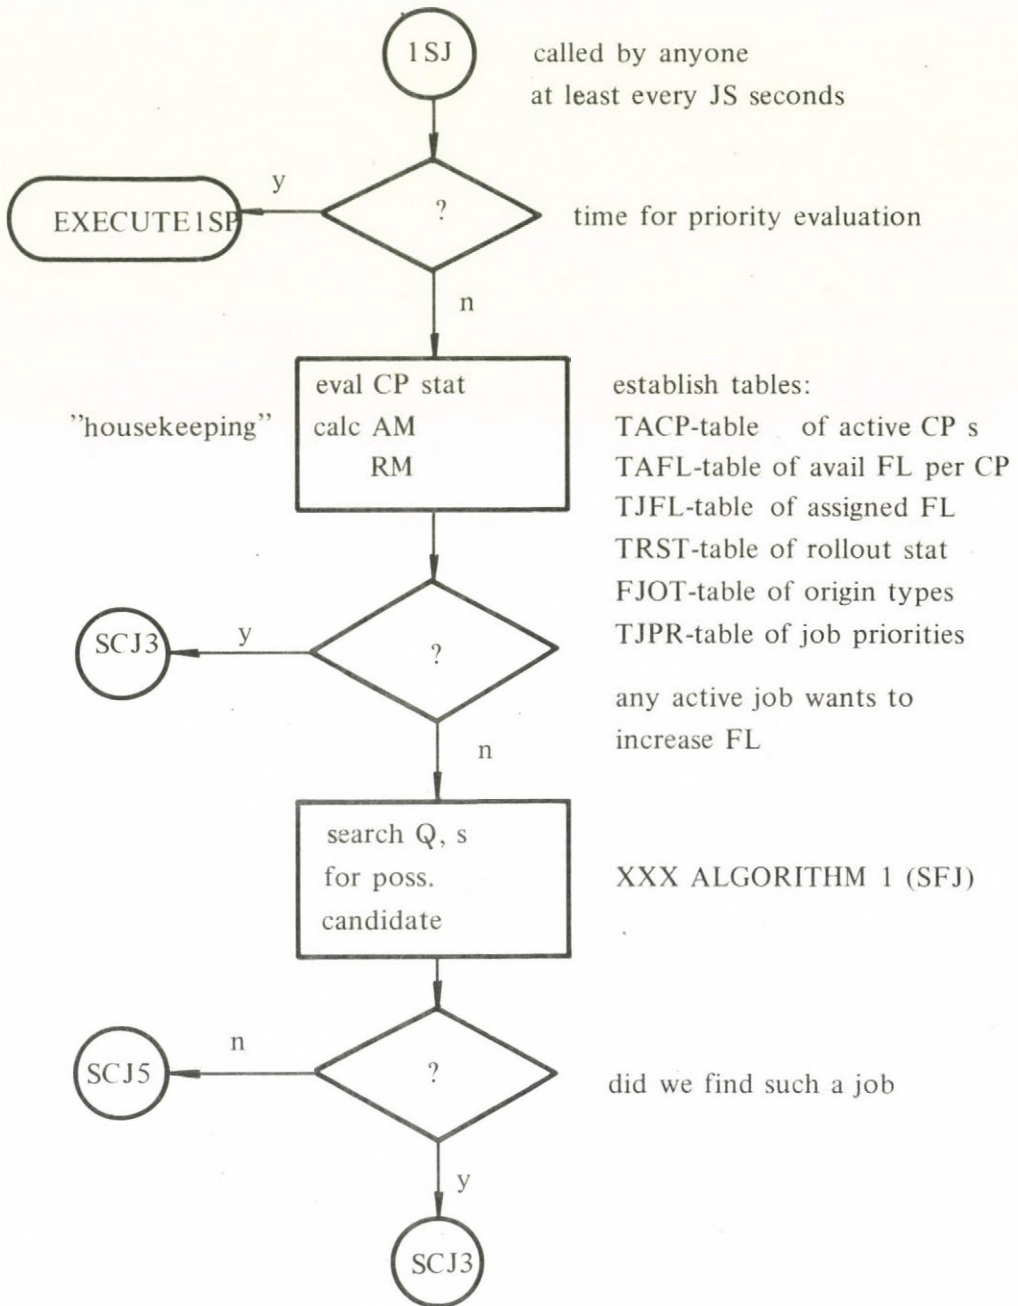 1SJ
called by anyone
at least every JS seconds
y
EXECUTE1SP
?
time for priority evaluation
n
"housekeeping"
eval CP stat
calc AM
RM
establish tables:
TACP-table of active CP s
TAFL-table of avail FL per CP
TJFL-table of assigned FL
TRST-table of rollout stat
FJOT-table of origin types
TJPR-table of job priorities
SCJ3
y
?
any active job wants to
increase FL
n
search Q, s
for poss.
candidate
XXX ALGORITHM 1 (SFJ)
SCJ5
n
?
did we find such a job
y
SCJ3